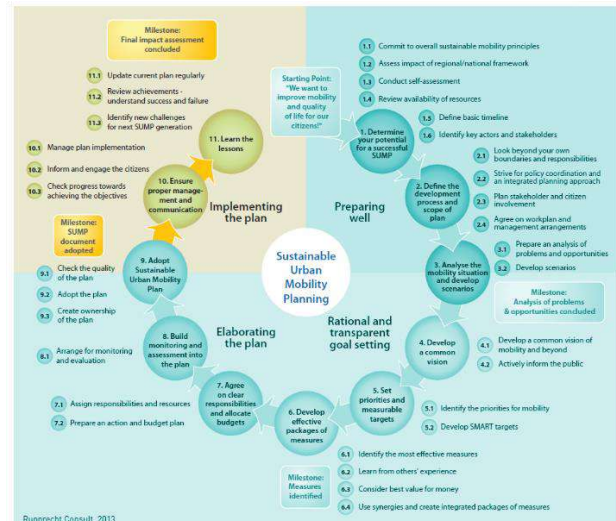 Milestone:
Final impact assessment
concluded
11.1 Update current plan regularly
11.2 Review achievements -
understand success and failure
11.3 Identify new challenges
for next SUMP generation
10.1 Manage plan implementation
10.2 Inform and engage the citizens
10.3 Check progress towards
achieving the objectives
Milestone:
SUMP
document
adopted
9.1 Check the quality
of the plan
9.2 Adopt the plan
9.3 Create ownership
of the plan
8.1 Arrange for monitoring
and evaluation
7.1 Assign responsibilities and resources
7.2 Prepare an action and budget plan
Starting Point:
"We want to
improve mobility
and quality
of life for our
citizens!"
1.1 Commit to overall sustainable mobility principles
1.2 Assess impact of regional/national framework
1.3 Conduct self-assessment
1.4 Review availability of resources
1.5 Define basic timeline
1.6 Identify key actors and stakeholders
2.1 Look beyond your own
boundaries and responsibilities
2.2 Strive for policy coordination and
an integrated planning approach
2.3 Plan stakeholder and citizen
involvement
2.4 Agree on workplan and
management arrangements
3.1 Prepare an analysis of
problems and opportunities
3.2 Develop scenarios
Milestone:
Analysis of problems
& opportunities concluded
4.1 Develop a common vision of
mobility and beyond
4.2 Actively inform the public
5.1 Identify the priorities for mobility
5.2 Develop SMART targets
6.1 Identify the most effective measures
6.2 Learn from others' experience
6.3 Consider best value for money
6.4 Use synergies and create integrated packages of measures
Milestone:
Measures
identified
11. Learn the
lessons
10. Ensure
proper manage-
ment and
communication
9. Adopt
Sustainable
Urban Mobility
Plan
8. Build
monitoring and
assessment into
the plan
7. Agree
on clear
responsibilities
and allocate
budgets
6. Develop
effective
packages of
measures
5. Set
priorities and
measurable
targets
4. Develop
a common
vision
3. Analyse the
mobility situation
and develop
scenarios
2. Define the
development
process and
scope of
plan
1. Determine
your potential
for a successful
SUMP
Implementing
the plan
Preparing
well
Sustainable
Urban
Mobility
Planning
Elaborating
the plan
Rational and
transparent
goal setting
Rupprecht Consult, 2013